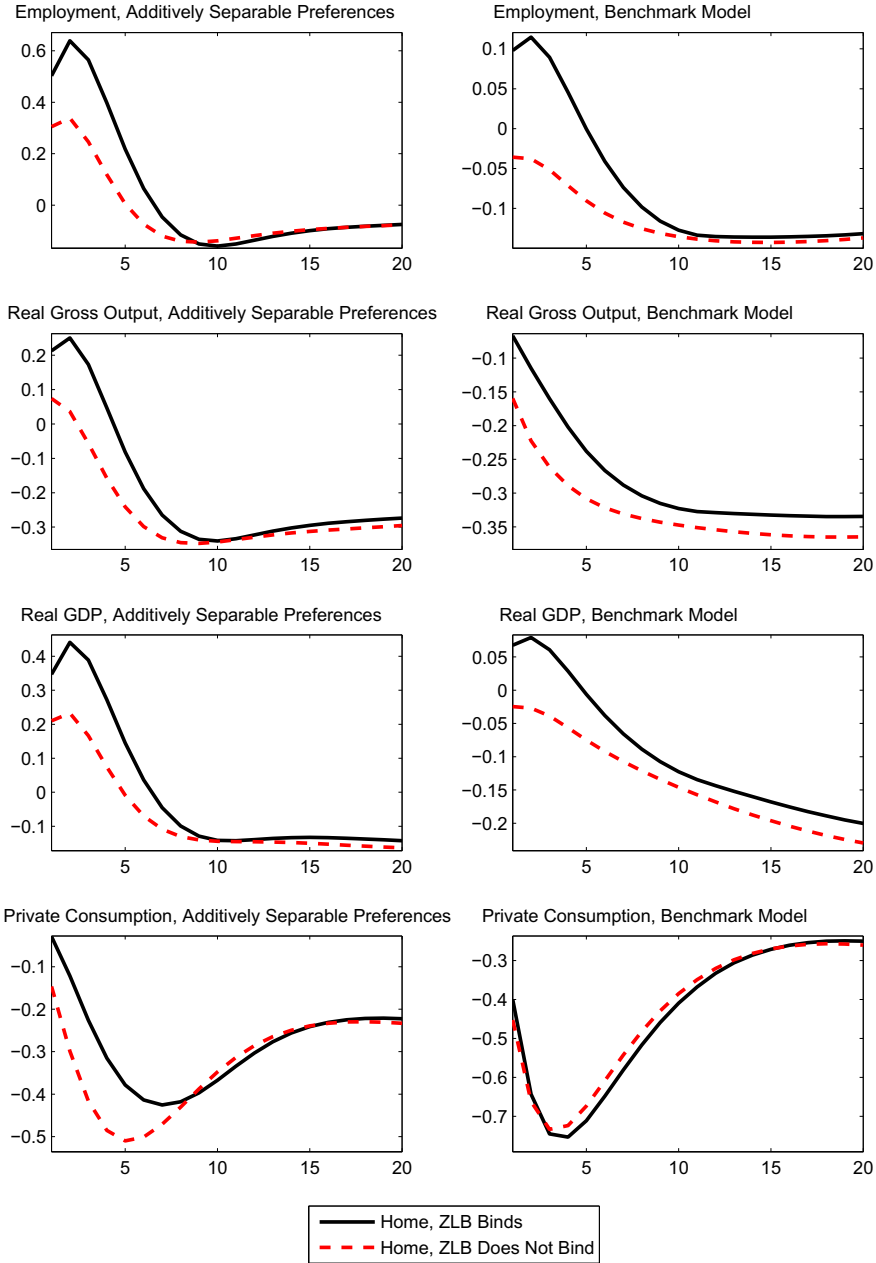 Employment, Additively Separable Preferences
0.6
0.4
0.2
0
5 10 15 20
Employment, Benchmark Model
0.1
0.05
0
−0.05
−0.1
5 10 15 20
Real Gross Output, Additively Separable Preferences
0.2
0.1
0
−0.1
−0.2
−0.3
5 10 15 20
Real Gross Output, Benchmark Model
−0.1
−0.15
−0.2
−0.25
−0.3
−0.35
5 10 15 20
Real GDP, Additively Separable Preferences
0.4
0.3
0.2
0.1
0
−0.1
5 10 15 20
Real GDP, Benchmark Model
0.05
0
−0.05
−0.1
−0.15
−0.2
5 10 15 20
Private Consumption, Additively Separable Preferences
−0.1
−0.2
−0.3
−0.4
−0.5
5 10 15 20
Private Consumption, Benchmark Model
−0.3
−0.4
−0.5
−0.6
−0.7
5 10 15 20
Home, ZLB Binds
Home, ZLB Does Not Bind